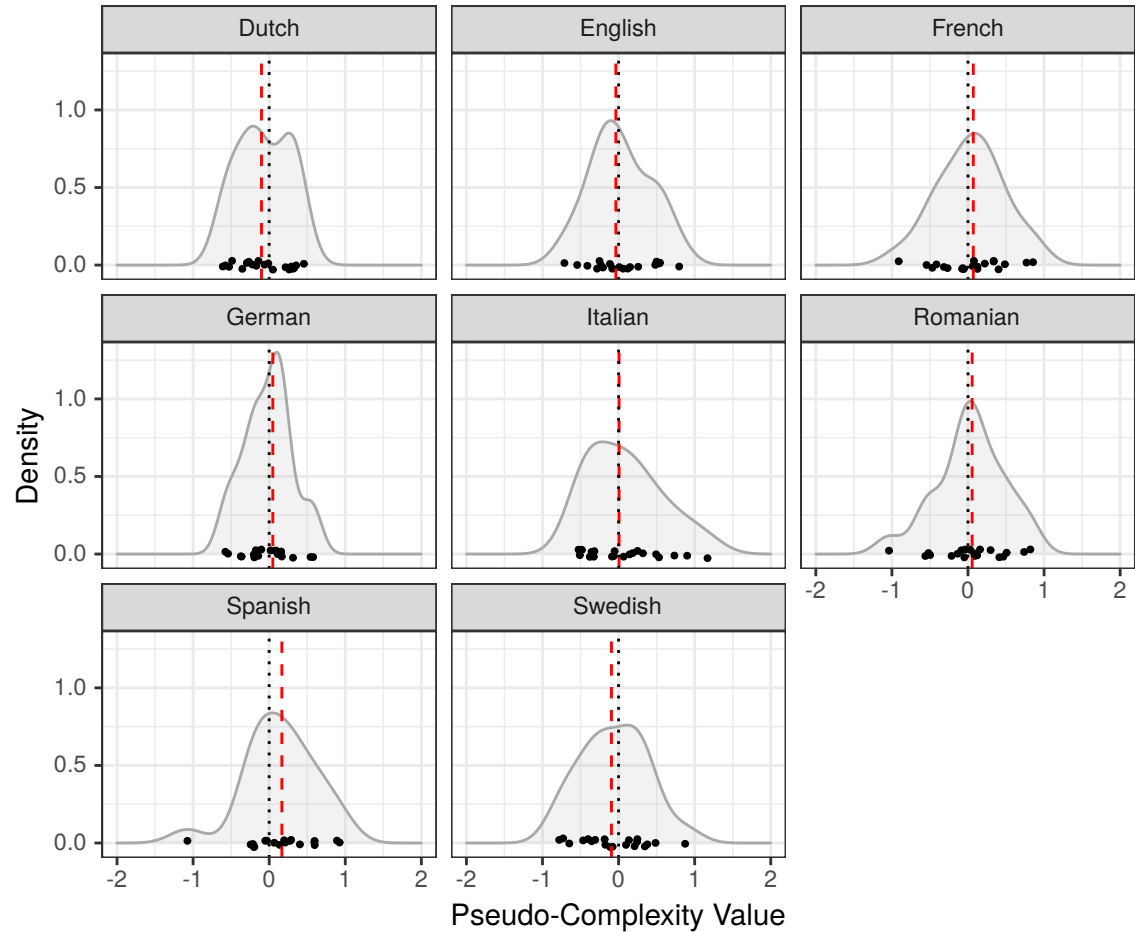 Dutch English French
1.0
0.5
0.0
German Italian Romanian
1.0
0.5
0.0
-2 -1 0 1 2
Spanish Swedish
1.0
0.5
0.0
-2 -1 0 1 2 -2 -1 0 1 2
Density
Pseudo-Complexity Value